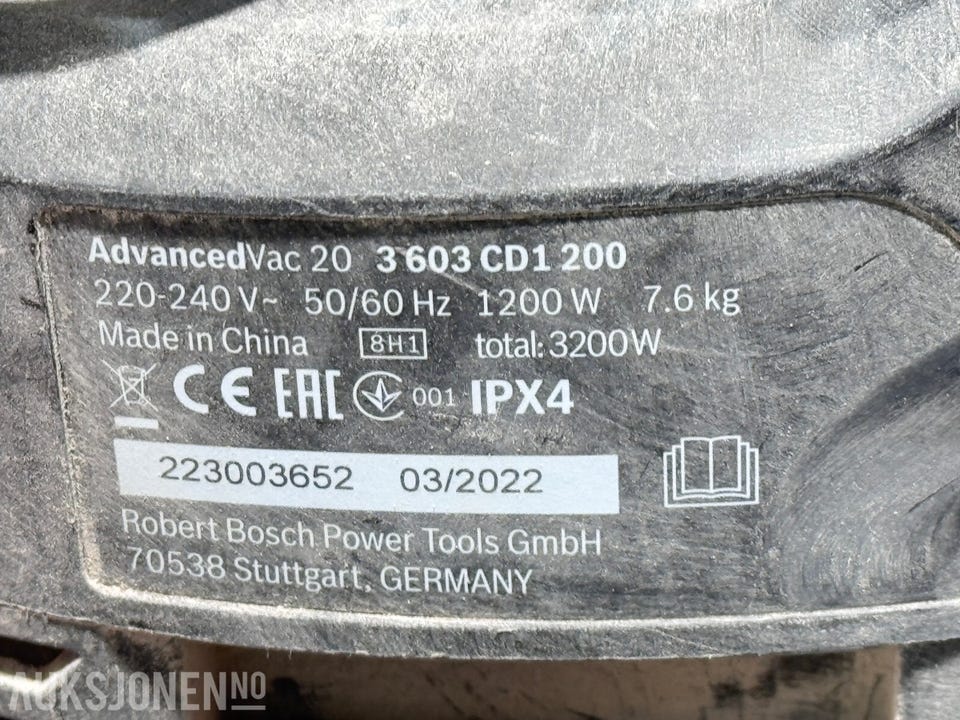 AdvancedVac 20 3 603 CD1 200
220-240 V~ 50/60 Hz 1200 W 7.6 kg
Made in China 8H1 total: 3200W
CE EAC 001 IPX4
223003652 03/2022
Robert Bosch Power Tools GmbH
70538 Stuttgart, GERMANY
AUKSJONEN NO